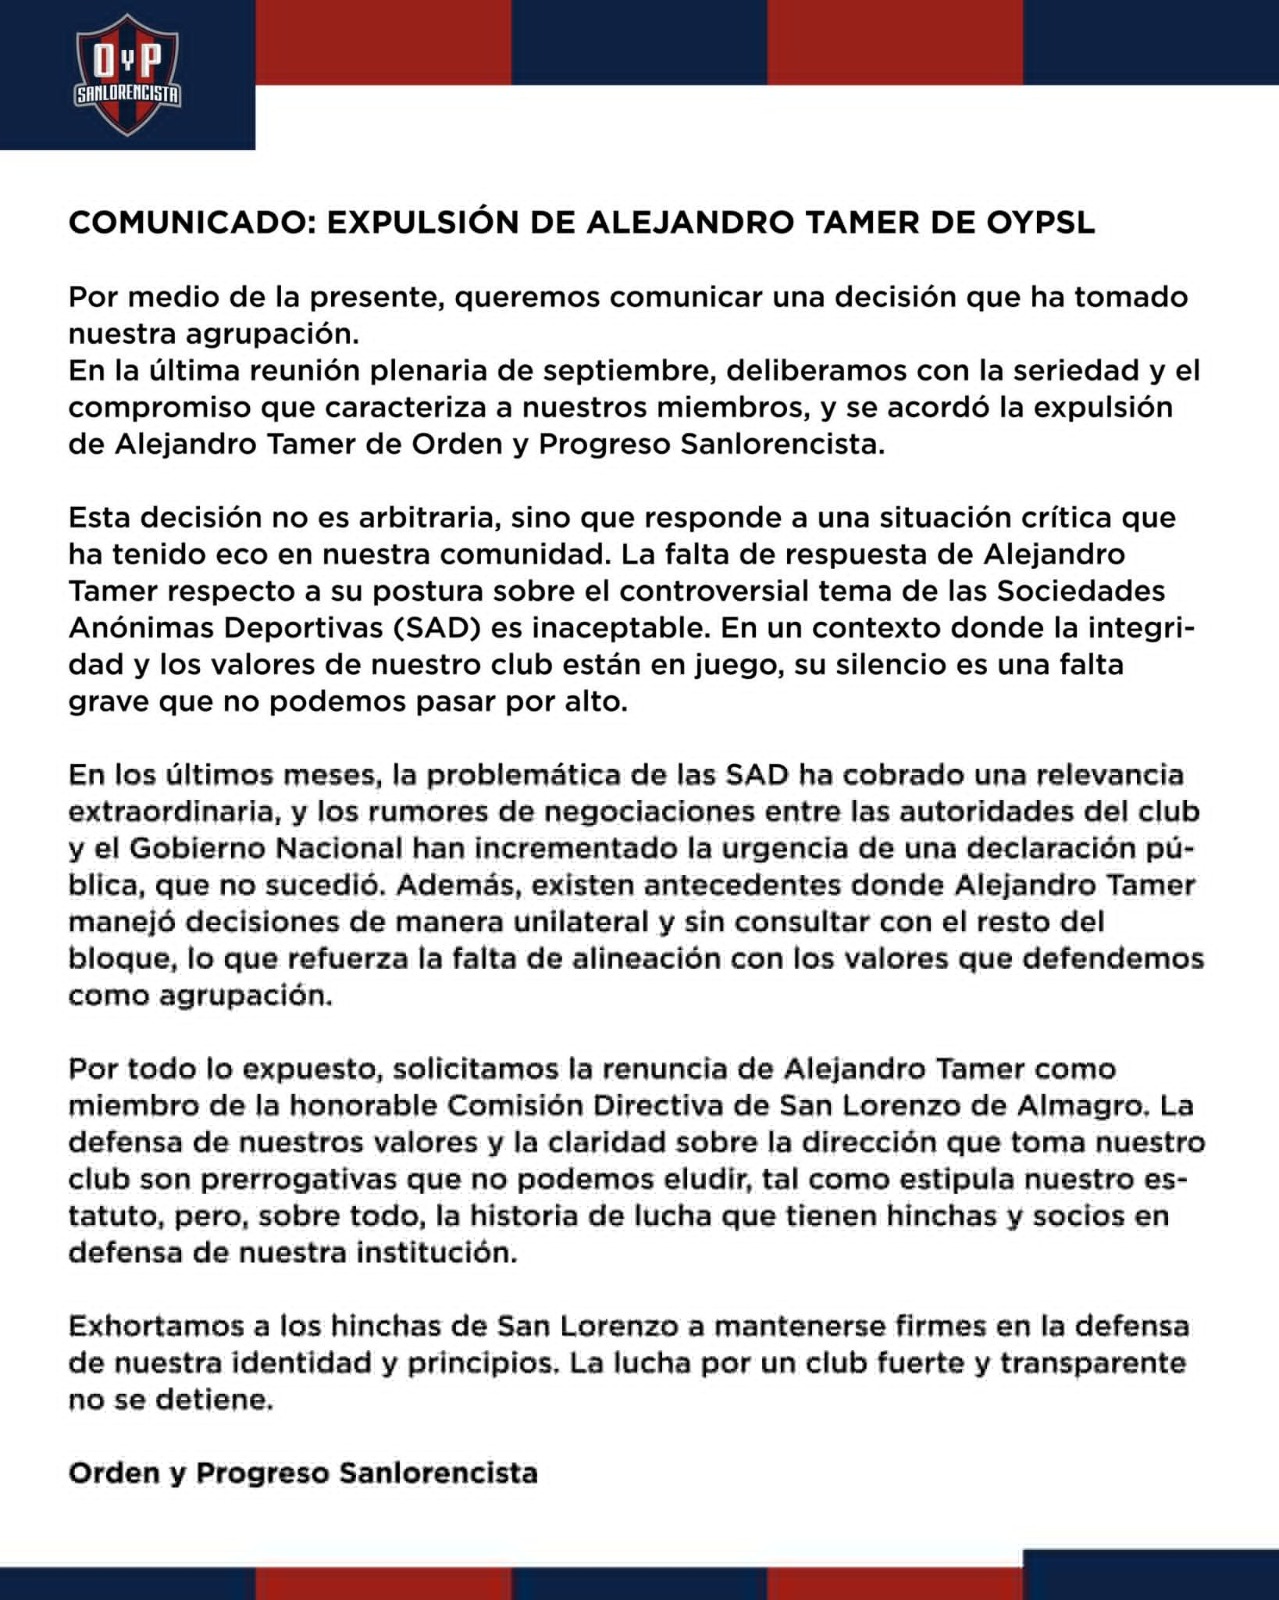 OYP
SANLORENCISTA
COMUNICADO: EXPULSIÓN DE ALEJANDRO TAMER DE OYPSL
Por medio de la presente, queremos comunicar una decisión que ha tomado
nuestra agrupación.
En la última reunión plenaria de septiembre, deliberamos con la seriedad y el
compromiso que caracteriza a nuestros miembros, y se acordó la expulsión
de Alejandro Tamer de Orden y Progreso Sanlorencista.
Esta decisión no es arbitraria, sino que responde a una situación crítica que
ha tenido eco en nuestra comunidad. La falta de respuesta de Alejandro
Tamer respecto a su postura sobre el controversial tema de las Sociedades
Anónimas Deportivas (SAD) es inaceptable. En un contexto donde la integri-
dad y los valores de nuestro club están en juego, su silencio es una falta
grave que no podemos pasar por alto.
En los últimos meses, la problemática de las SAD ha cobrado una relevancia
extraordinaria, y los rumores de negociaciones entre las autoridades del club
y el Gobierno Nacional han incrementado la urgencia de una declaración pú-
blica, que no sucedió. Además, existen antecedentes donde Alejandro Tamer
manejó decisiones de manera unilateral y sin consultar con el resto del
bloque, lo que refuerza la falta de alineación con los valores que defendemos
como agrupación.
Por todo lo expuesto, solicitamos la renuncia de Alejandro Tamer como
miembro de la honorable Comisión Directiva de San Lorenzo de Almagro. La
defensa de nuestros valores y la claridad sobre la dirección que toma nuestro
club son prerrogativas que no podemos eludir, tal como estipula nuestro es-
tatuto, pero, sobre todo, la historia de lucha que tienen hinchas y socios en
defensa de nuestra institución.
Exhortamos a los hinchas de San Lorenzo a mantenerse firmes en la defensa
de nuestra identidad y principios. La lucha por un club fuerte y transparente
no se detiene.
Orden y Progreso Sanlorencista